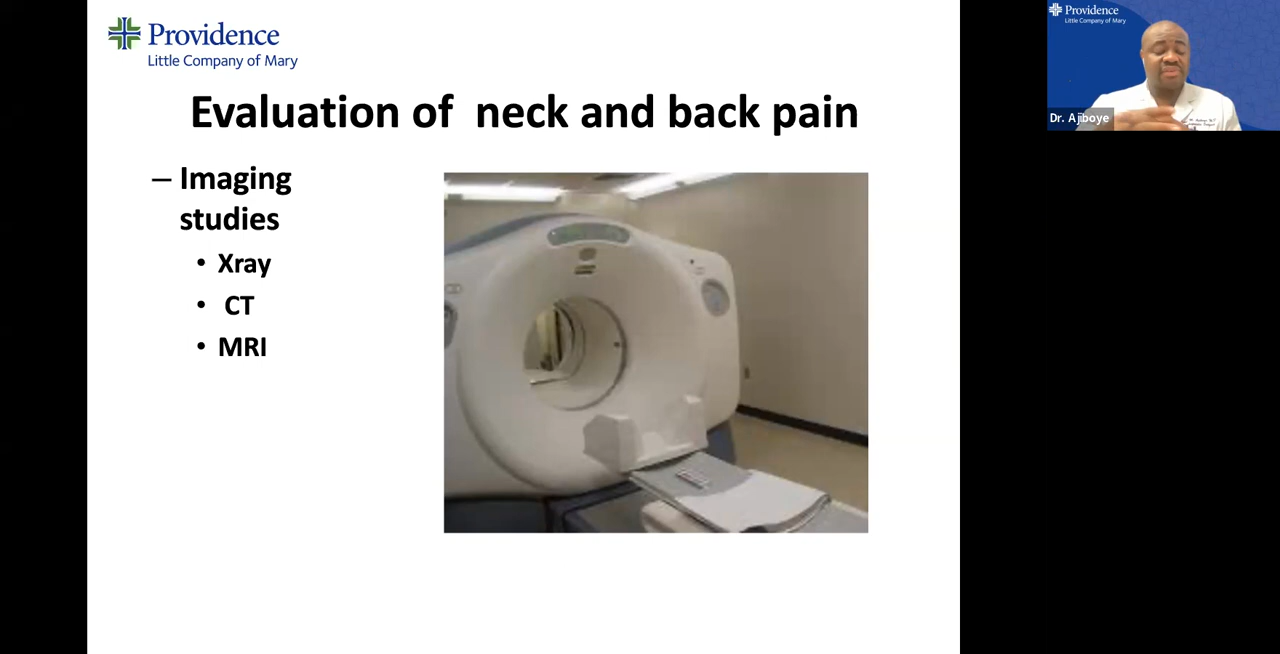 Providence
Little Company of Mary
Evaluation of neck and back pain
– Imaging
studies
• Xray
• CT
• MRI
Providence
Little Company of Mary
Dr. Ajiboye